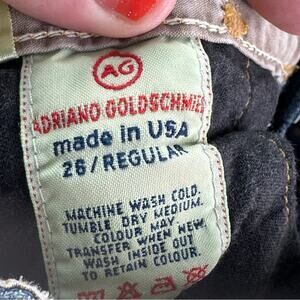 AG
ADRIANO GOLDSCHMIED
made in USA
26/REGULAR
MACHINE WASH COLD.
TUMBLE DRY MEDIUM.
COLOUR MAY
TRANSFER WHEN NEW.
WASH INSIDE OUT
TO RETAIN COLOUR.